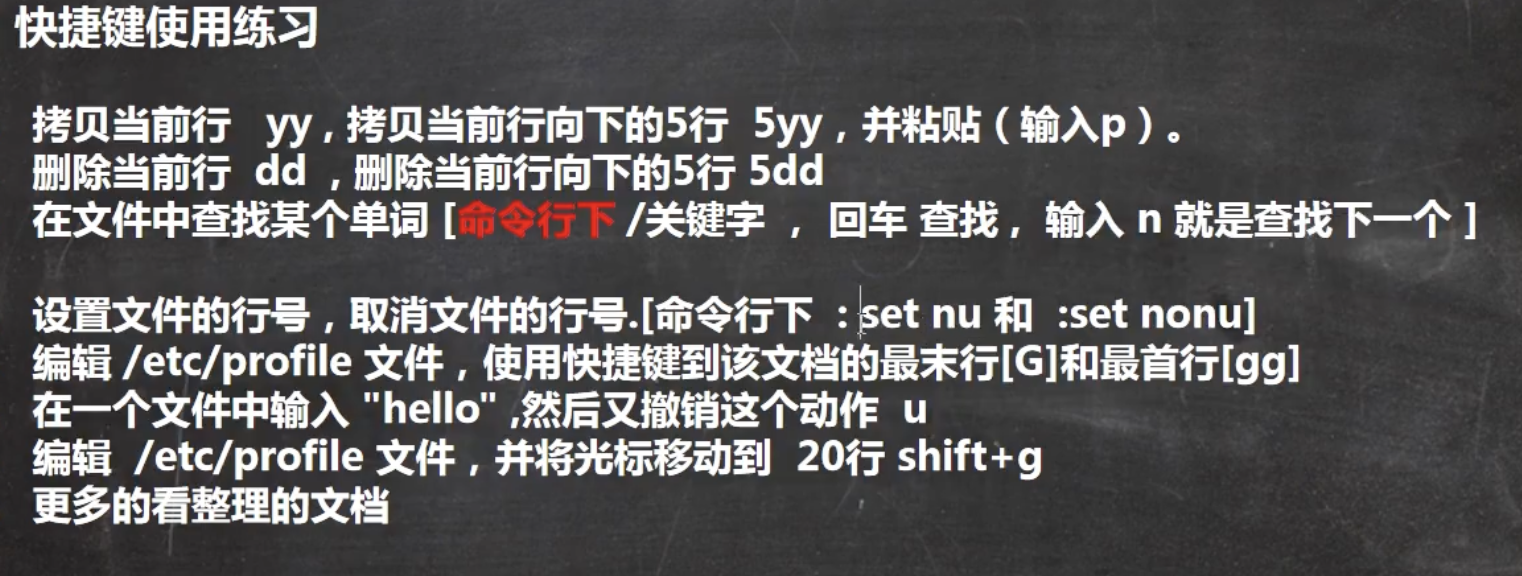 快捷键使用练习
拷贝当前行 yy , 拷贝当前行向下的5行 5yy，并粘贴（输入p）。
删除当前行 dd , 删除当前行向下的5行 5dd
在文件中查找某个单词 [命令行下 /关键字 ， 回车 查找 , 输入 n 就是查找下一个 ]
设置文件的行号，取消文件的行号.[命令行下 : set nu 和 :set nonu]
编辑 /etc/profile 文件，使用快捷键到该文档的最末行[G]和最首行[gg]
在一个文件中输入 "hello" ,然后又撤销这个动作 u
编辑 /etc/profile 文件，并将光标移动到 20行 shift+g
更多的看整理的文档